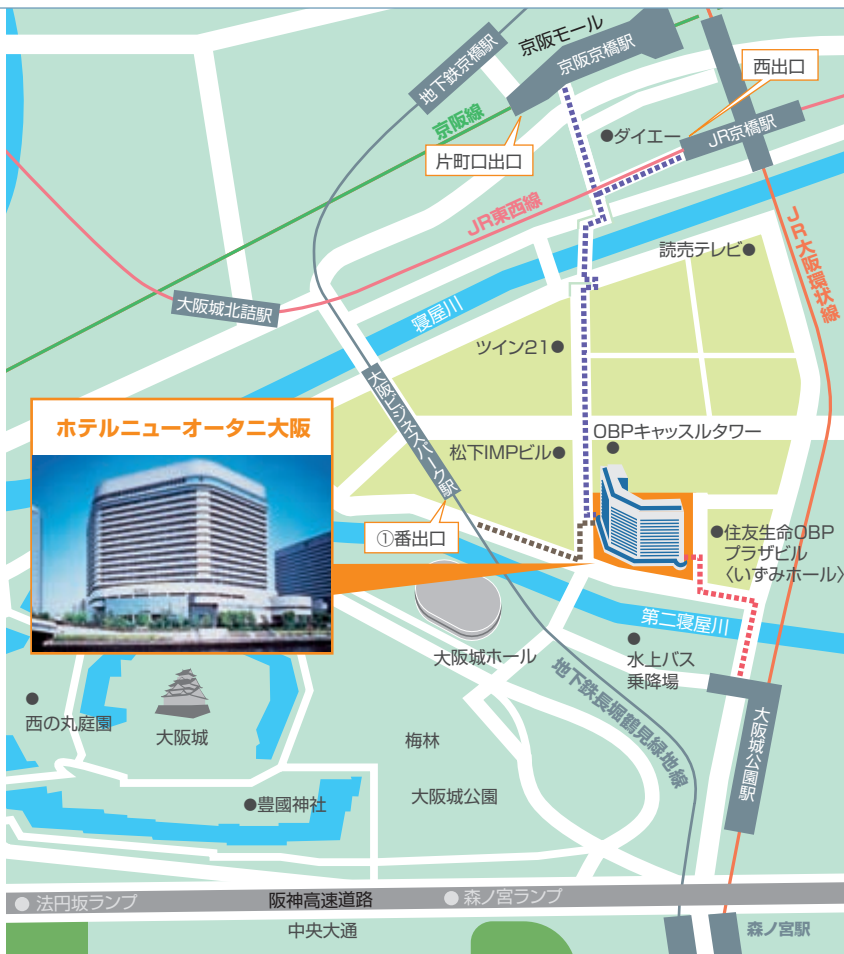 京阪モール
京阪京橋駅
地下鉄京橋駅
西出口
京阪線
片町口出口
●ダイエー
JR京橋駅
JR東西線
JR大阪環状線
読売テレビ●
大阪城北詰駅
寝屋川
ツイン21●
大阪ビジネスパーク駅
ホテルニューオータニ大阪
OBPキャッスルタワー
松下IMPビル●
①番出口
●住友生命OBP
プラザビル
〈いずみホール〉
第二寝屋川
大阪城ホール
水上バス
乗降場
地下鉄長堀鶴見緑地線
西の丸庭園
大阪城
梅林
大阪城公園駅
●豊國神社
大阪城公園
法円坂ランプ
阪神高速道路
森ノ宮ランプ
中央大通
森ノ宮駅